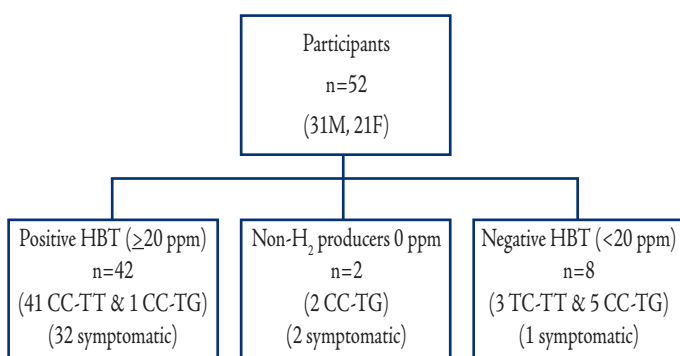 Participants
n=52
(31M, 21F)
Positive HBT (≥20 ppm)
n=42
(41 CC-TT & 1 CC-TG)
(32 symptomatic)
Non-H₂ producers 0 ppm
n=2
(2 CC-TG)
(2 symptomatic)
Negative HBT (<20 ppm)
n=8
(3 TC-TT & 5 CC-TG)
(1 symptomatic)